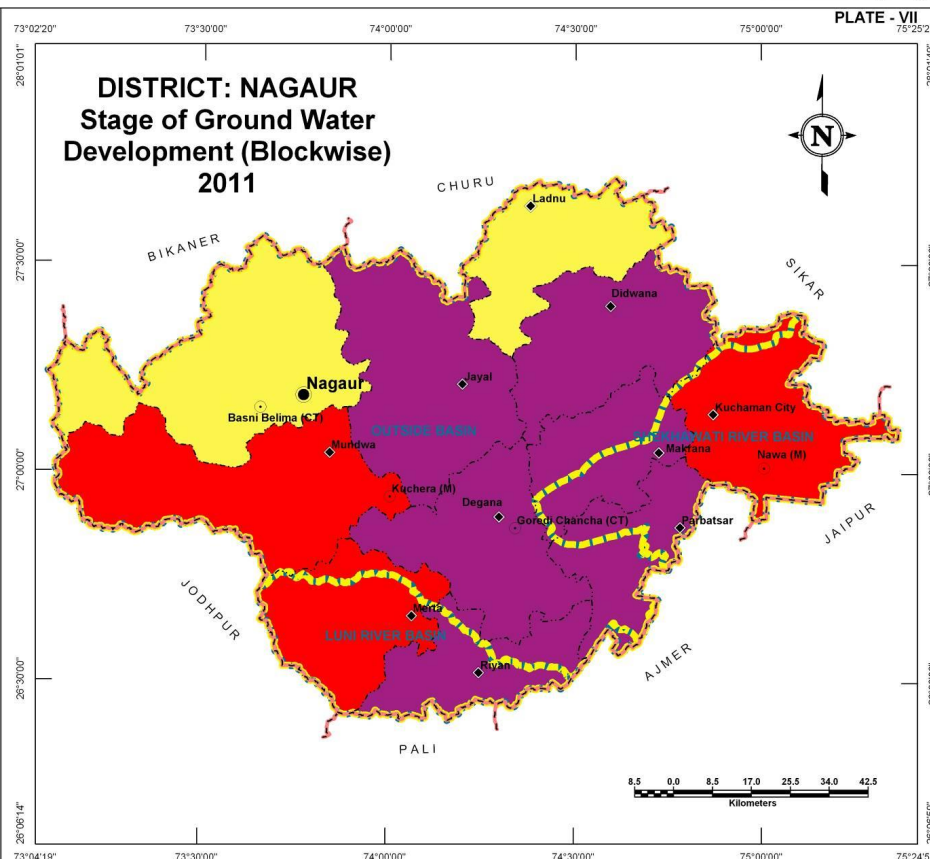 PLATE - VII
73°02'20" 73°30'00" 74°00'00" 74°30'00" 75°00'00"
28°01'01"
DISTRICT: NAGAUR
Stage of Ground Water
Development (Blockwise)
2011
N
CHURU
Ladnu
BIKANER
27°30'00"
SIKAR
Didwana
Nagaur
Jayal
Basni Belima (CT)
Kuchaman City
OUTSIDE BASIN
SHEKHAWATI RIVER BASIN
Mundwa
Makrana
Nawa (M)
27°00'00"
Kuchera (M)
Degana
Goredi Chancha (CT)
Parbatsar
JAIPUR
JODHPUR
Merta
LUNI RIVER BASIN
Riyan
AJMER
26°30'00"
PALI
8.5 0.0 8.5 17.0 25.5 34.0 42.5
Kilometers
26°06'14"
73°04'19" 73°30'00" 74°00'00" 74°30'00" 75°00'00"